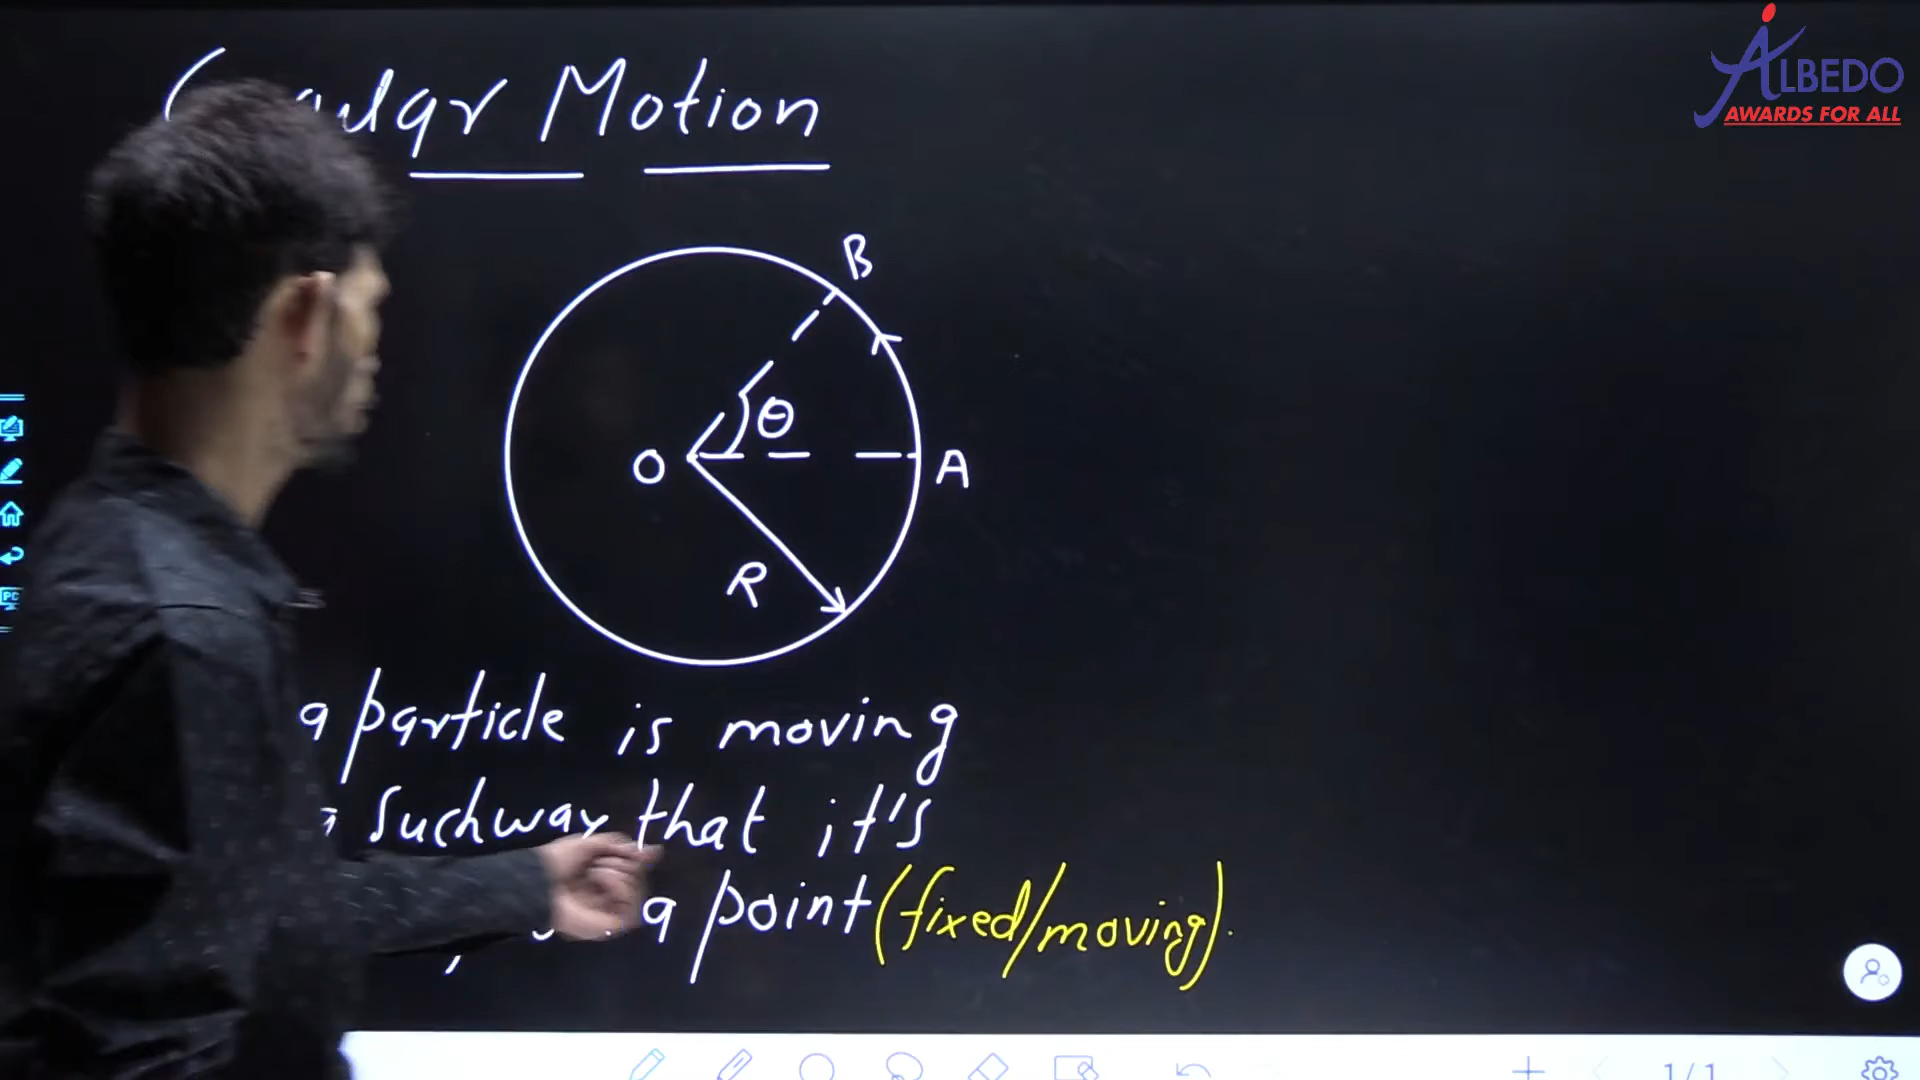 ALBEDO
AWARDS FOR ALL
Motion
B
θ
O
A
R
a particle is moving
Suchway that it's
a point (fixed/moving).
1/1